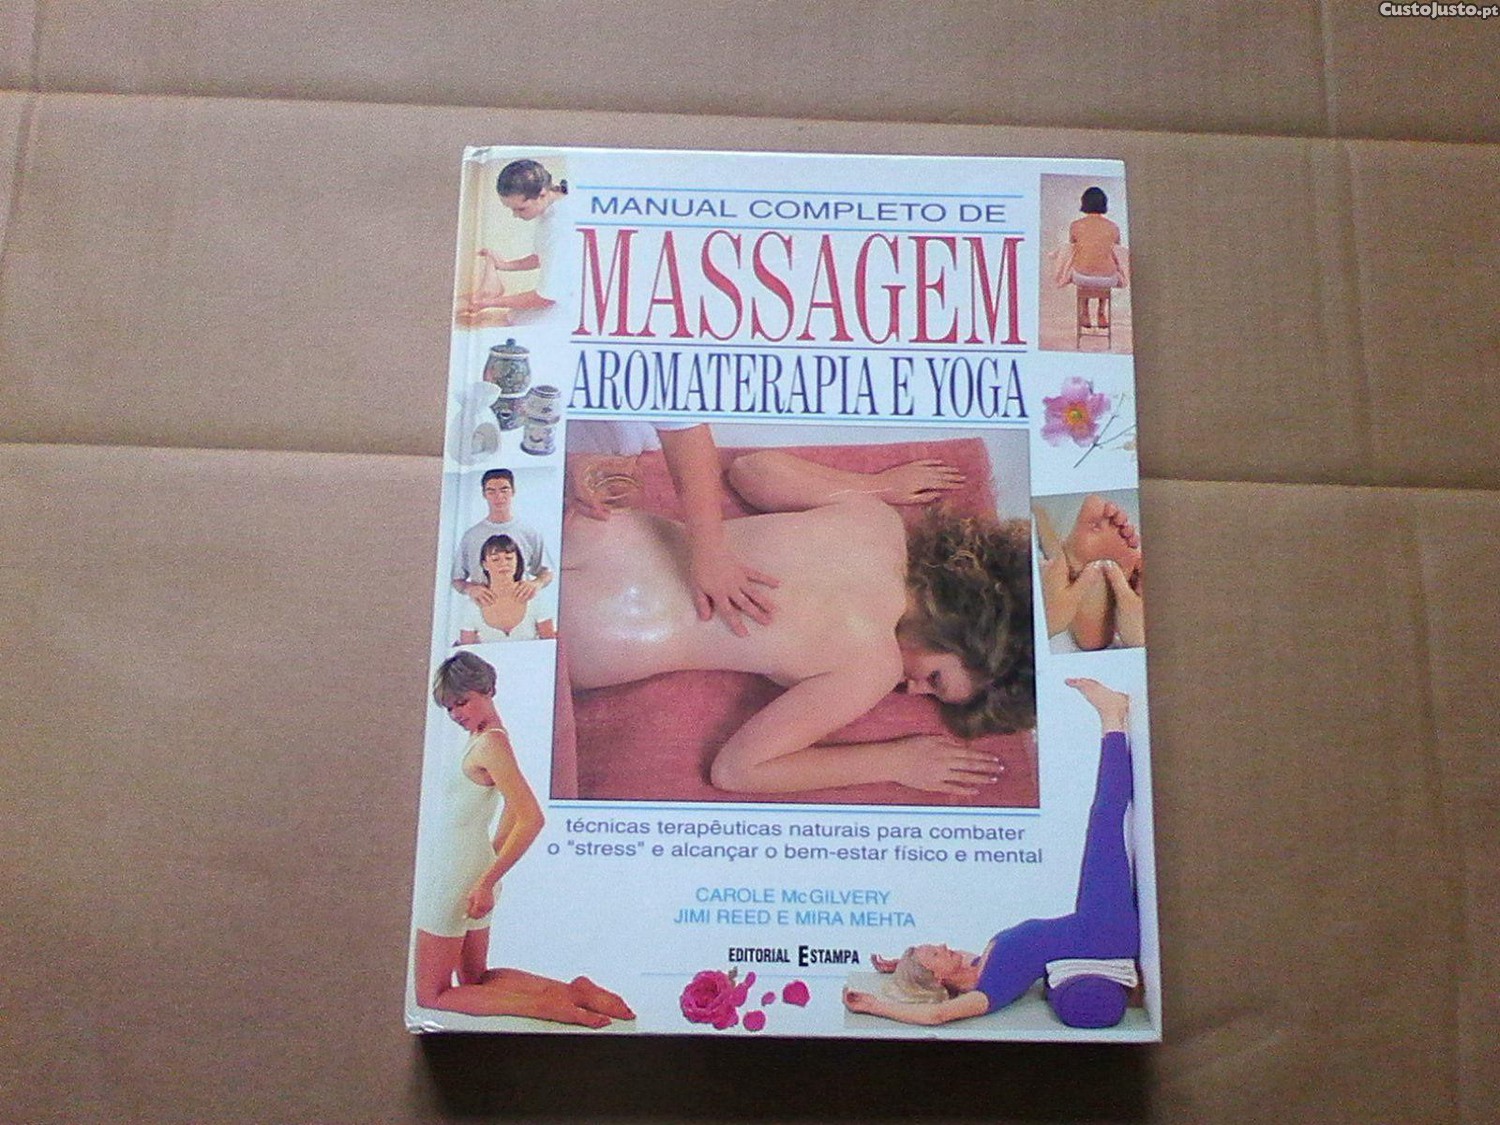 CustoJusto.pt
MANUAL COMPLETO DE
MASSAGEM
AROMATERAPIA E YOGA
técnicas terapêuticas naturais para combater
o "stress" e alcançar o bem-estar físico e mental
CAROLE McGILVERY
JIMI REED E MIRA MEHTA
EDITORIAL ESTAMPA